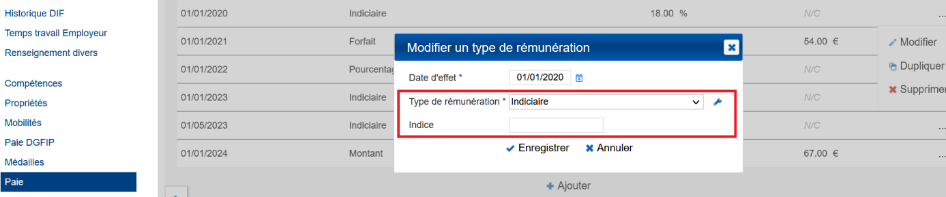 Historique DIF
Temps travail Employeur
Renseignement divers
Compétences
Propriétés
Mobilités
Paie DGFIP
Médailles
Paie
01/01/2020 Indiciaire 18.00 % N/C ...
01/01/2021 Forfait 54.00 €
01/01/2022 Pourcentag N/C
01/01/2023 Indiciaire N/C
01/05/2023 Indiciaire N/C ...
01/01/2024 Montant 67.00 € ...
Ajouter
Modifier un type de rémunération
Date d'effet * 01/01/2020
Type de rémunération * Indiciaire
Indice
Enregistrer Annuler
Modifier
Dupliquer
Supprimer